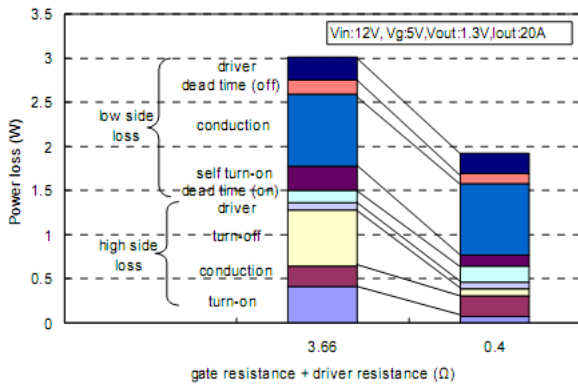 Vin:12V, Vg:5V,Vout:1.3V,Iout:20A
Power loss (W)
3.5
3
2.5
2
1.5
1
0.5
0
low side
loss
high side
loss
driver
dead time (off)
conduction
self turn-on
dead time (on)
driver
turn-off
conduction
turn-on
3.66
0.4
gate resistance + driver resistance (Ω)